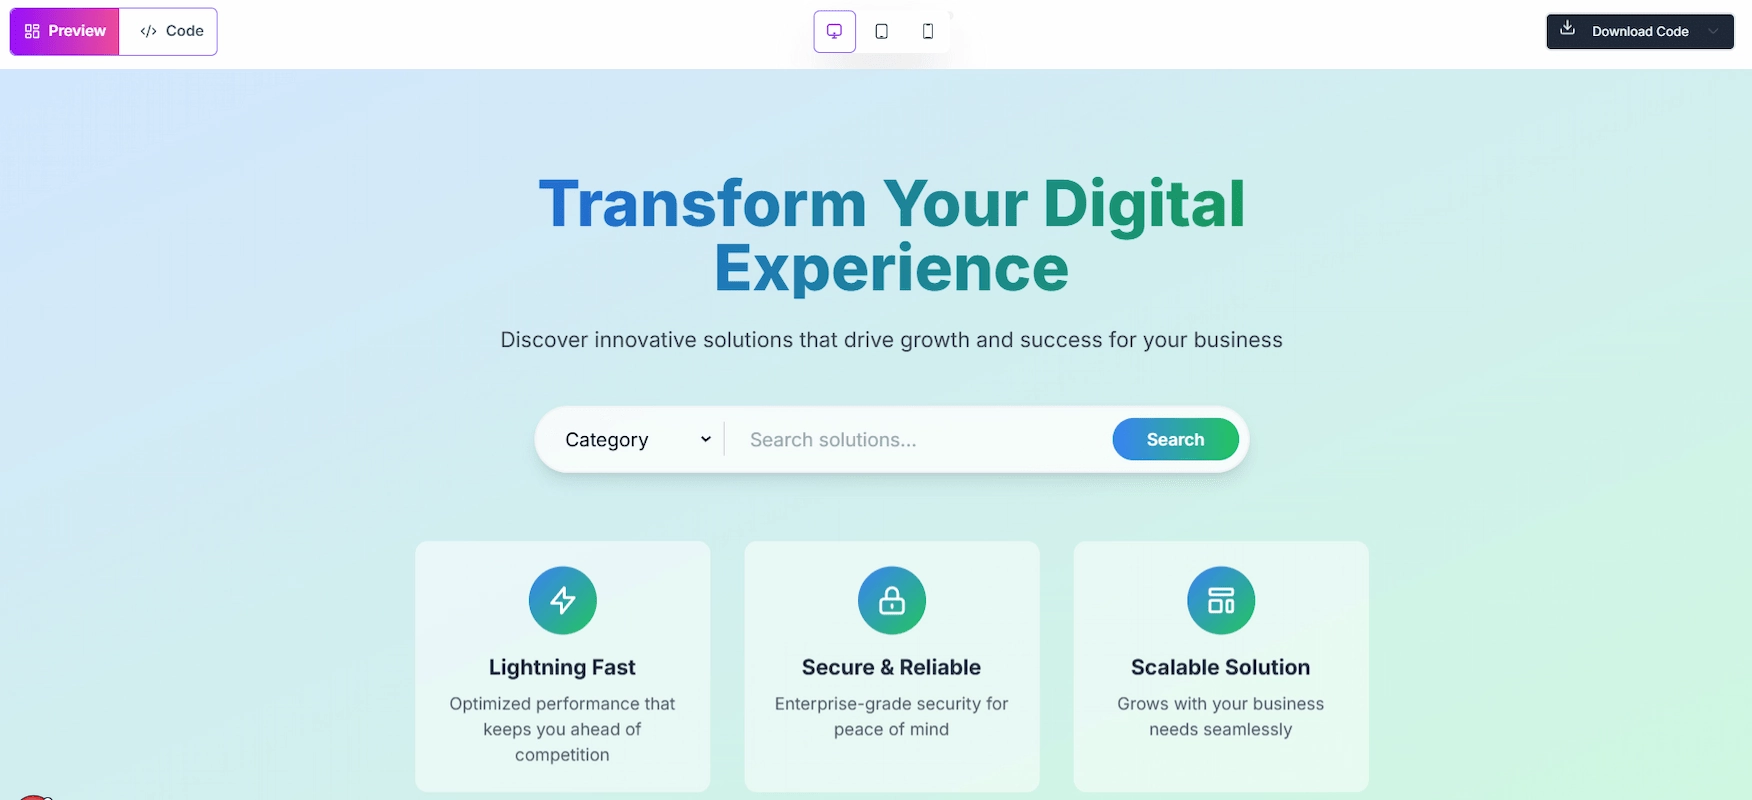 Preview
</> Code
Download Code
Transform Your Digital
Experience
Discover innovative solutions that drive growth and success for your business
Category
Search solutions...
Search
Lightning Fast
Optimized performance that
keeps you ahead of
competition
Secure & Reliable
Enterprise-grade security for
peace of mind
Scalable Solution
Grows with your business
needs seamlessly